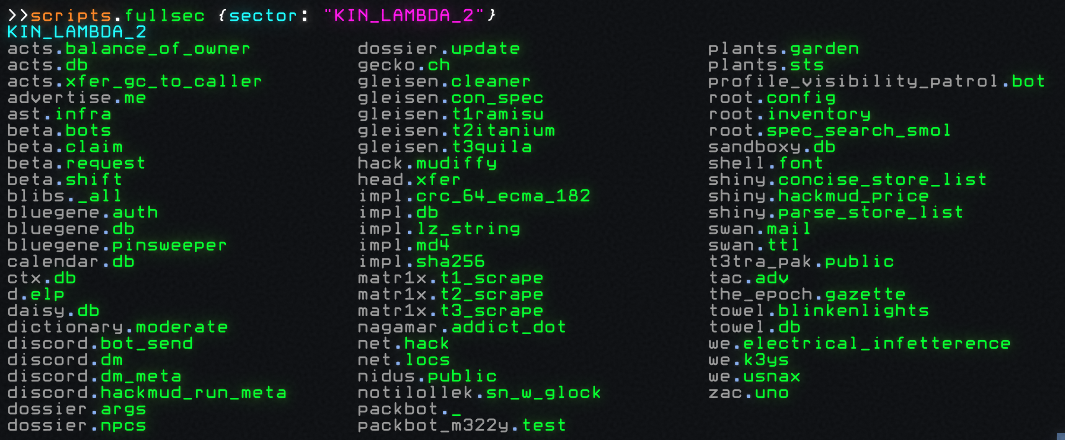 >>scripts.fullsec {sector: "KIN_LAMBDA_2"}
KIN_LAMBDA_2
acts.balance_of_owner dossier.update plants.garden
acts.db gecko.ch plants.sts
acts.xfer_gc_to_caller gleisen.cleaner profile_visibility_patrol.bot
advertise.me gleisen.con_spec root.config
ast.infra gleisen.t1ramisu root.inventory
beta.bots gleisen.t2itanium root.spec_search_smol
beta.claim gleisen.t3quila sandboxy.db
beta.request hack.mudiffy shell.font
beta.shift head.xfer shiny.concise_store_list
blibs._all impl.crc_64_ecma_182 shiny.hackmud_price
bluegene.auth impl.db shiny.parse_store_list
bluegene.db impl.lz_string swan.mail
bluegene.pinsweeper impl.md4 swan.ttl
calendar.db impl.sha256 t3tra_pak.public
ctx.db matr1x.t1_scrape tac.adv
d.elp matr1x.t2_scrape the_epoch.gazette
daisy.db matr1x.t3_scrape towel.blinkenlights
dictionary.moderate nagamar.addict_dot towel.db
discord.bot_send net.hack we.electrical_infetterence
discord.dm net.locs we.k3ys
discord.dm_meta nidus.public we.usnax
discord.hackmud_run_meta notilollek.sn_w_glock zac.uno
dossier.args packbot._
dossier.npcs packbot_m322y.test